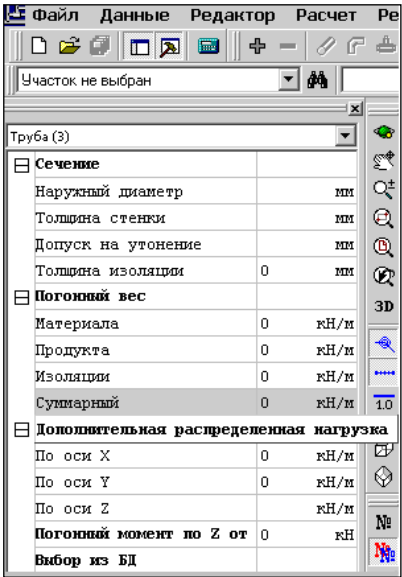 Файл Данные Редактор Расчет Ре
Участок не выбран
Труба (3)
Сечение
Наружный диаметр мм
Толщина стенки мм
Допуск на утонение мм
Толщина изоляции 0 мм
3D
Погонный вес
Материала 0 кН/м
Продукта 0 кН/м
Изоляции 0 кН/м
Суммарный 0 кН/м
1.0
Дополнительная распределенная нагрузка
По оси X 0 кН/м
По оси Y 0 кН/м
По оси Z кН/м
Погонный момент по Z от 0 кН
№
Выбор из БД
№№